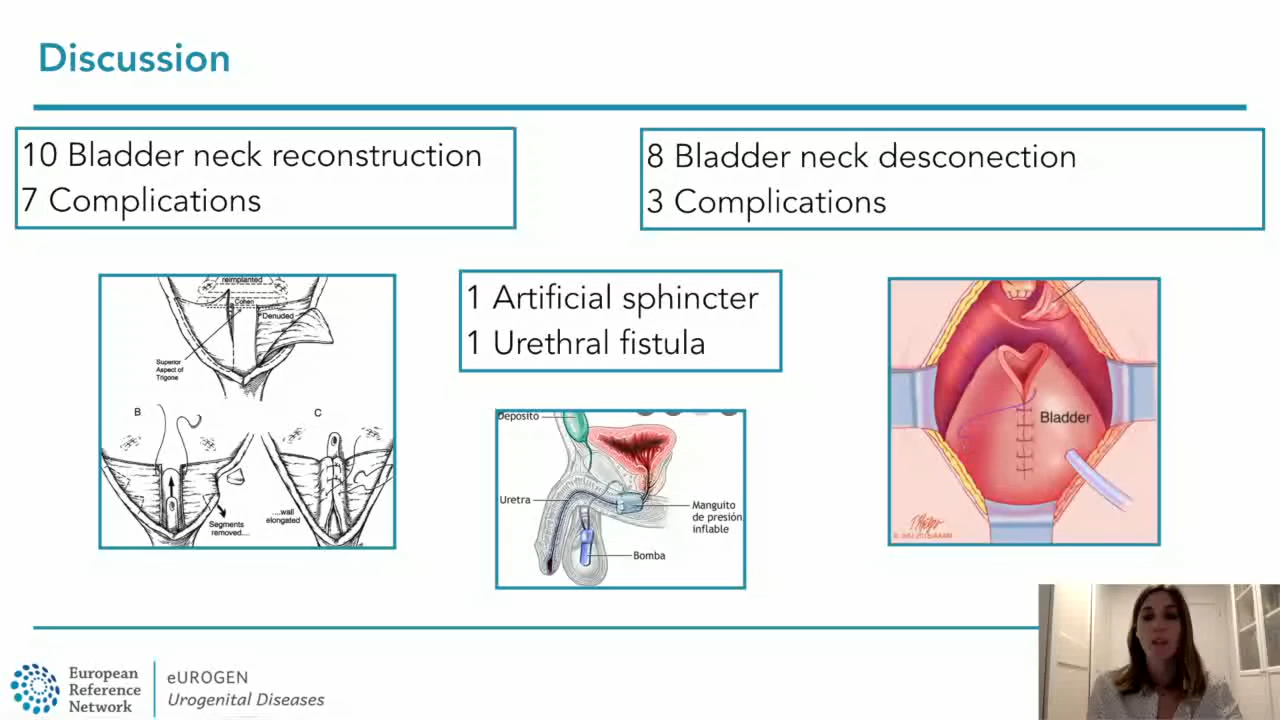 Discussion
10 Bladder neck reconstruction
7 Complications
8 Bladder neck desconection
3 Complications
1 Artificial sphincter
1 Urethral fistula
reimplanted
Cohen
Denuded
Superior
Aspect of
Trigone
B
C
Segments
removed....
....wall
elongated
Deposito
Uretra
Manguito
de presión
inflable
Bomba
Bladder
European
Reference
Network
eUROGEN
Urogenital Diseases